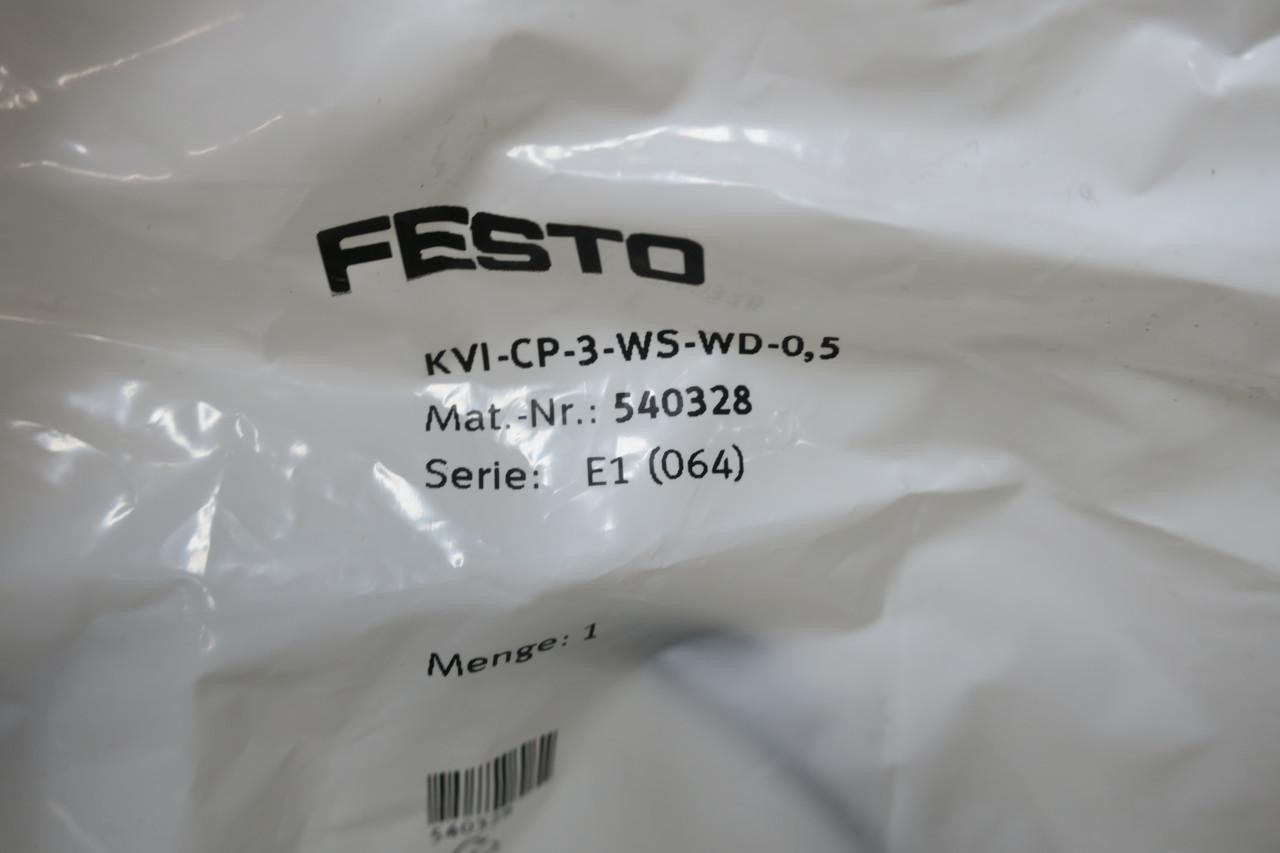 FESTO
KVI-CP-3-WS-WD-0,5
Mat.-Nr.: 540328
Serie: E1 (064)
Menge: 1